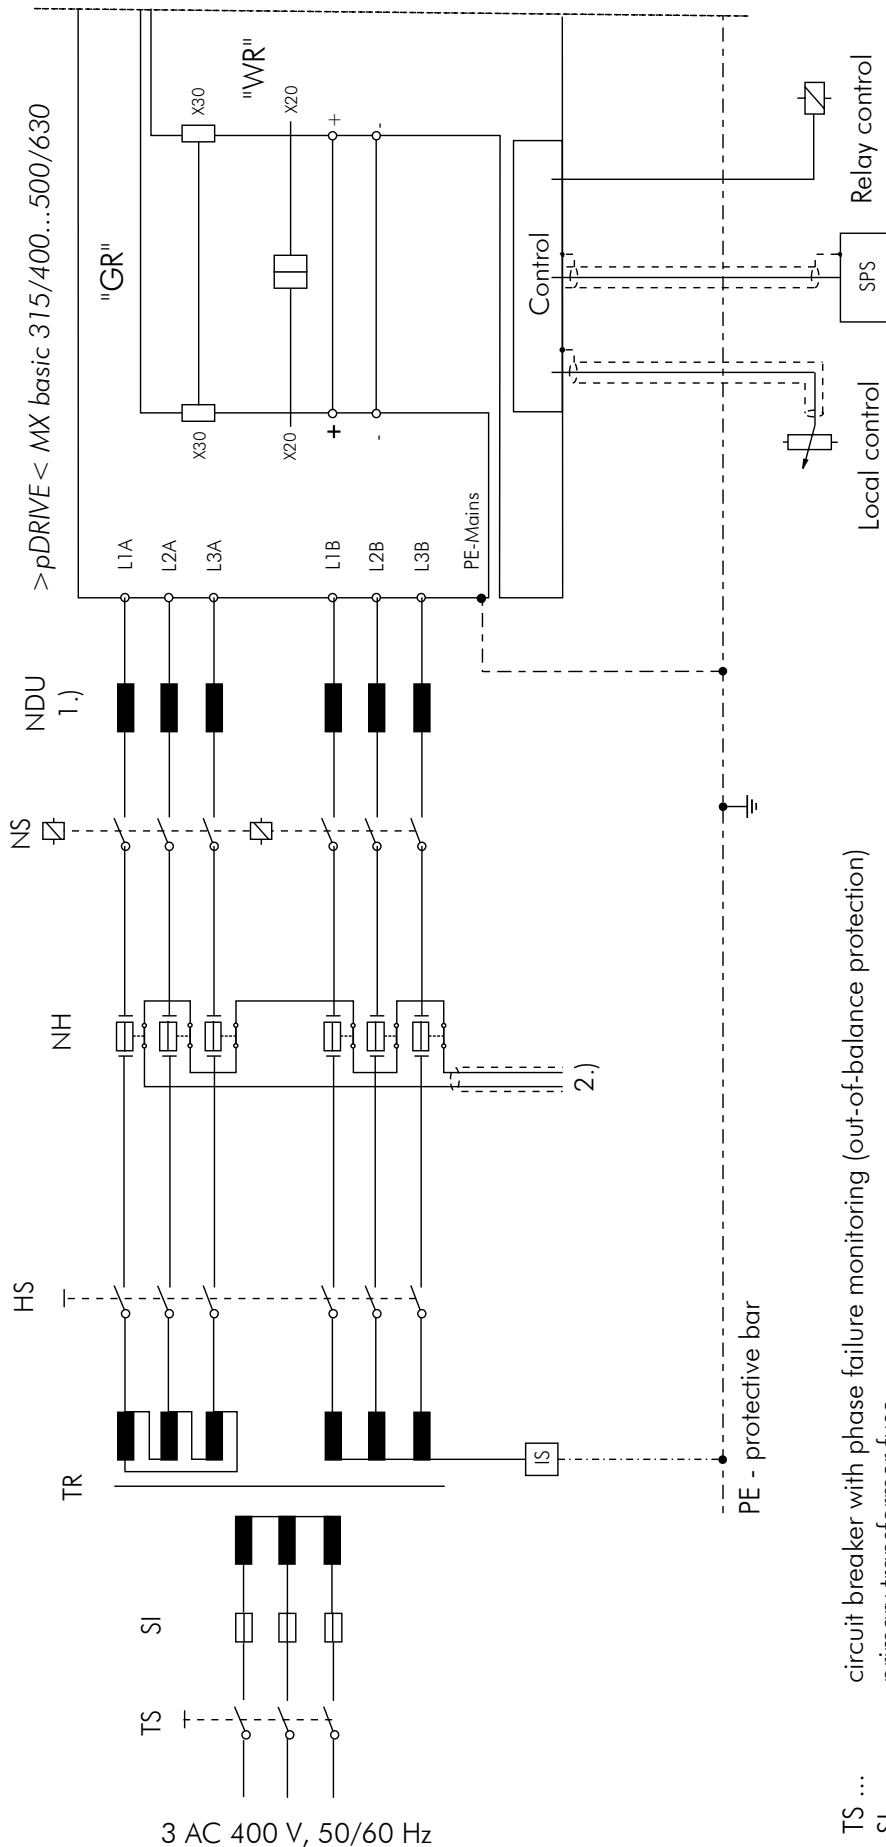 >pDRIVE< MX basic 315/400...500/630
TS
SI
TR
HS
NH
NS
NDU
1.)
"GR"
"WR"
X30
X30
X20
X20
+
+
-
-
L1A
L2A
L3A
L1B
L2B
L3B
PE-Mains
Control
2.)
IS
3 AC 400 V, 50/60 Hz
PE - protective bar
SPS
Local control
Relay control
TS ... circuit breaker with phase failure monitoring (out-of-balance protection)